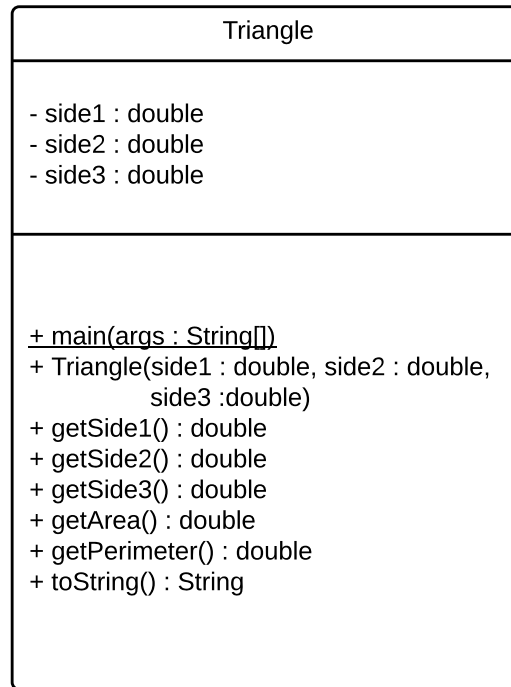 Triangle
- side1 : double
- side2 : double
- side3 : double
+ main(args : String[])
+ Triangle(side1 : double, side2 : double,
side3 :double)
+ getSide1() : double
+ getSide2() : double
+ getSide3() : double
+ getArea() : double
+ getPerimeter() : double
+ toString() : String